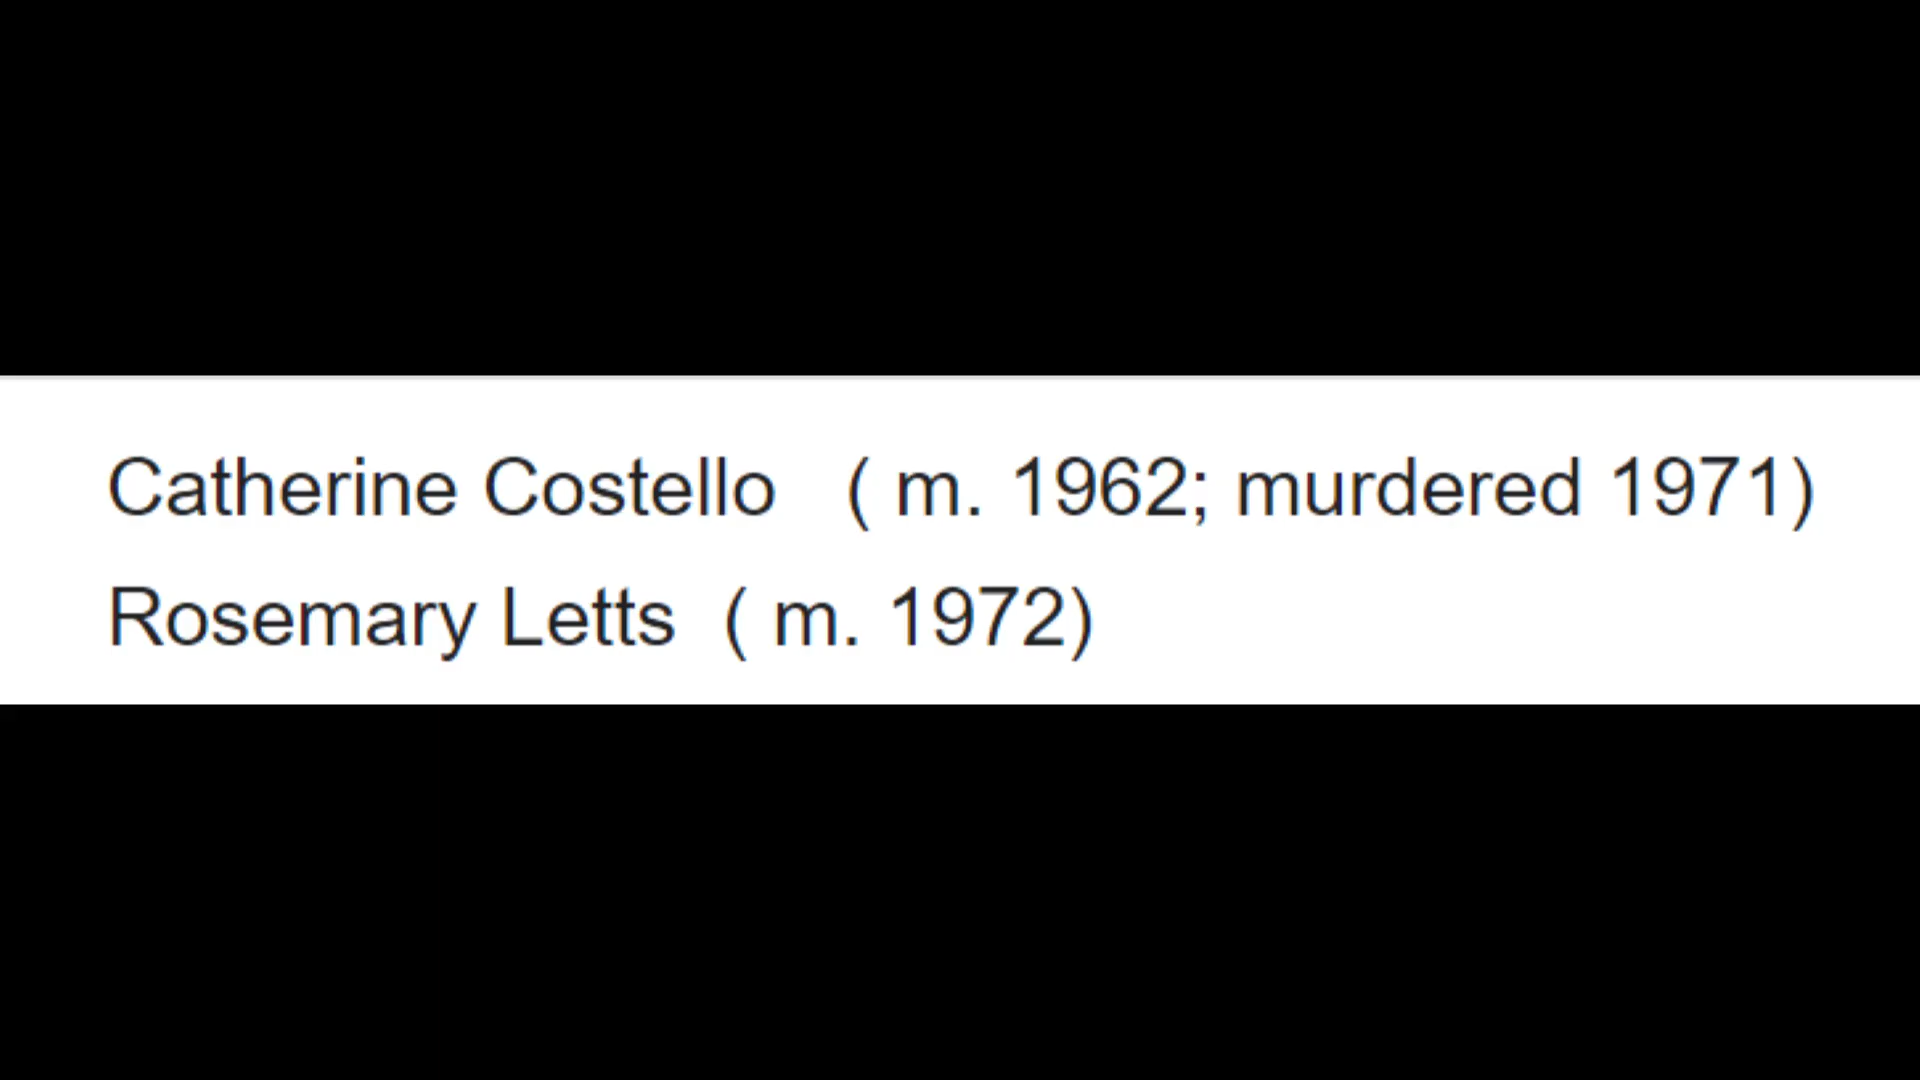 Catherine Costello ( m. 1962; murdered 1971)
Rosemary Letts ( m. 1972)